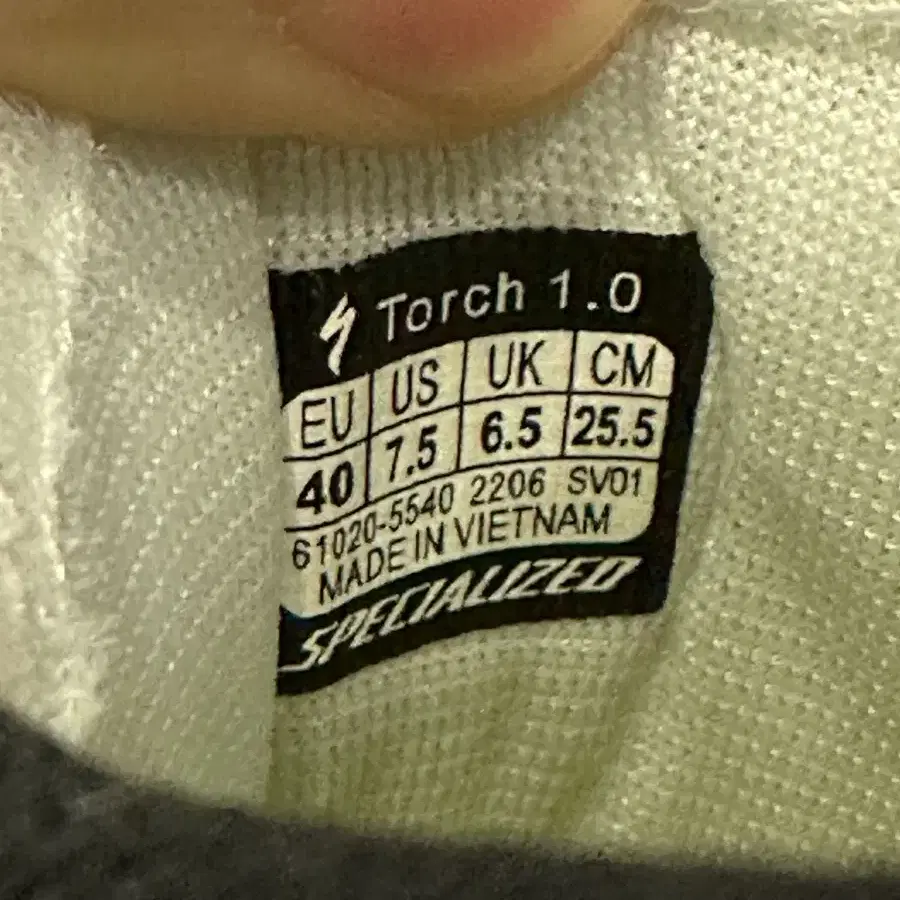 Torch 1.0
EU US UK CM
40 7.5 6.5 25.5
61020-5540 2206 SV01
MADE IN VIETNAM
SPECIALIZED